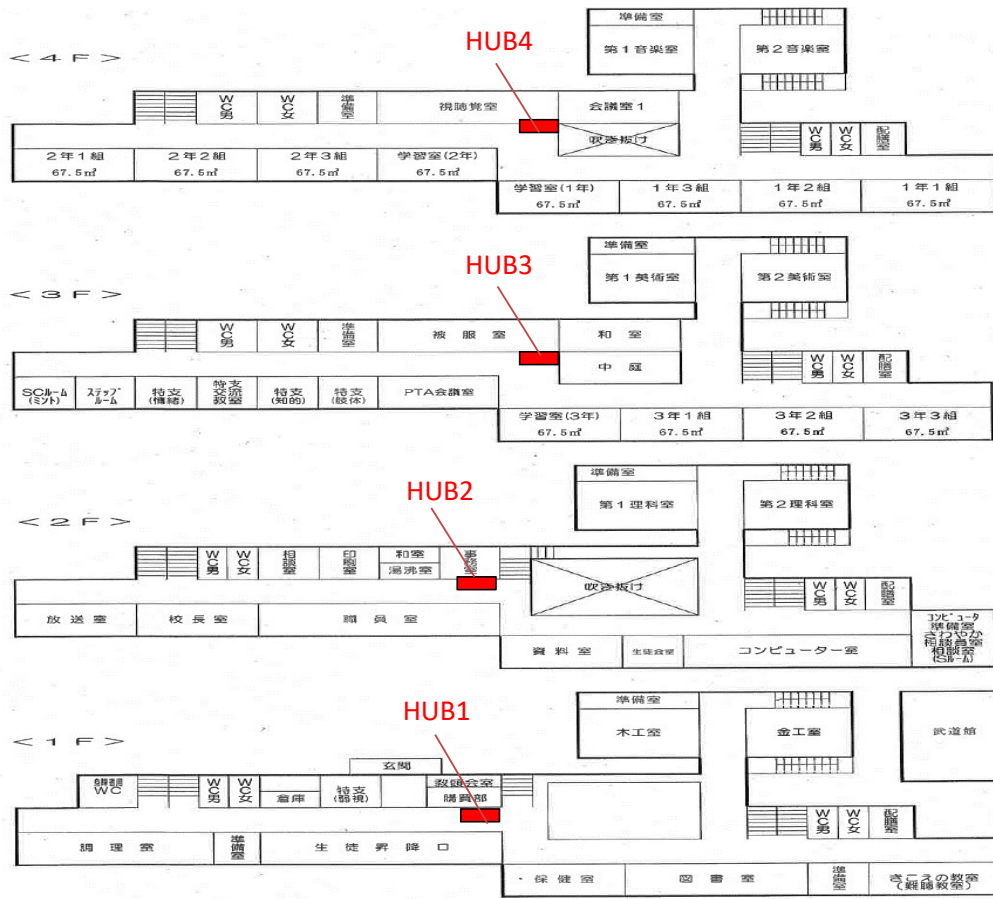 HUB4
準備室
第1音楽室
第2音楽室
<4F>
WC男
WC女
準備室
視聴覚室
会議室1
吹き抜け
WC男
WC女
配膳室
2年1組
67.5㎡
2年2組
67.5㎡
2年3組
67.5㎡
学習室(2年)
67.5㎡
学習室(1年)
67.5㎡
1年3組
67.5㎡
1年2組
67.5㎡
1年1組
67.5㎡
HUB3
準備室
第1美術室
第2美術室
<3F>
WC男
WC女
準備室
被服室
和室
中庭
WC男
WC女
配膳室
SCルーム
(ミント)
ステップ
ルーム
特支
(情緒)
特支
交流
教室
特支
(知的)
特支
(肢体)
PTA会議室
学習室(3年)
67.5㎡
3年1組
67.5㎡
3年2組
67.5㎡
3年3組
67.5㎡
HUB2
準備室
第1理科室
第2理科室
<2F>
WC男
WC女
相談室
印刷室
和室
湯沸室
事務室
吹き抜け
WC男
WC女
配膳室
放送室
校長室
職員室
資料室
生徒会室
コンピューター室
コンピュータ
準備室
さわやか
相談員室
相談室
(Sルーム)
HUB1
準備室
木工室
金工室
武道館
<1F>
玄関
WC
WC男
WC女
倉庫
特支
(弱視)
教頭会室
購買部
WC男
WC女
配膳室
調理室
準備室
生徒昇降口
保健室
図書室
準備室
きこえの教室
(難聴教室)